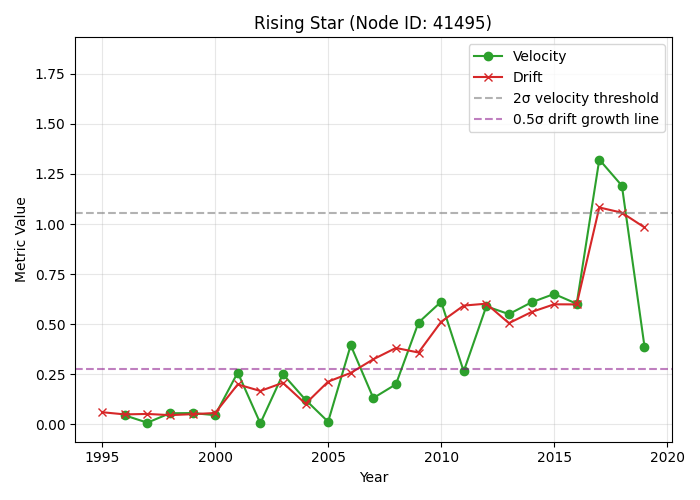 Rising Star (Node ID: 41495)
Velocity
Drift
2σ velocity threshold
0.5σ drift growth line
Metric Value
1.75
1.50
1.25
1.00
0.75
0.50
0.25
0.00
1995 2000 2005 2010 2015 2020
Year